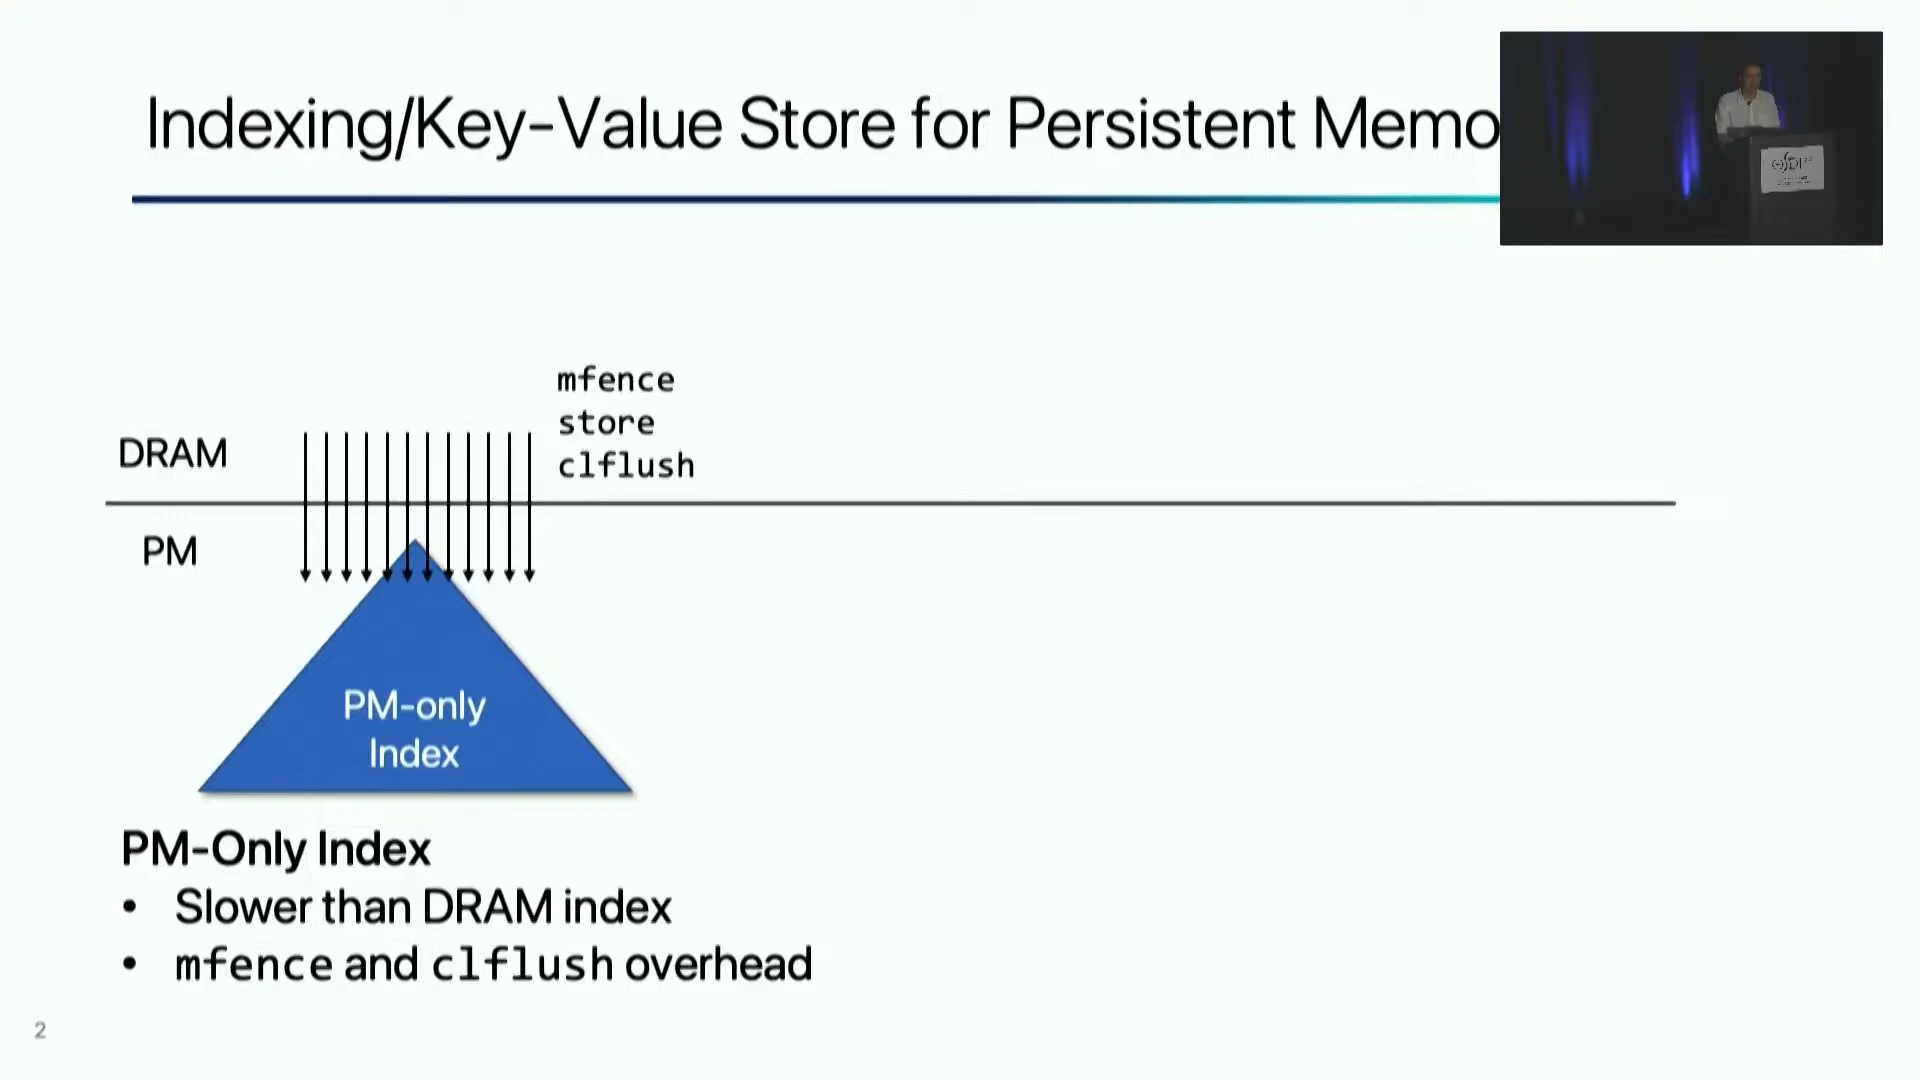 Indexing/Key-Value Store for Persistent Memo
mfence
store
clflush
DRAM
PM
PM-only
Index
PM-Only Index
• Slower than DRAM index
• mfence and clflush overhead
2